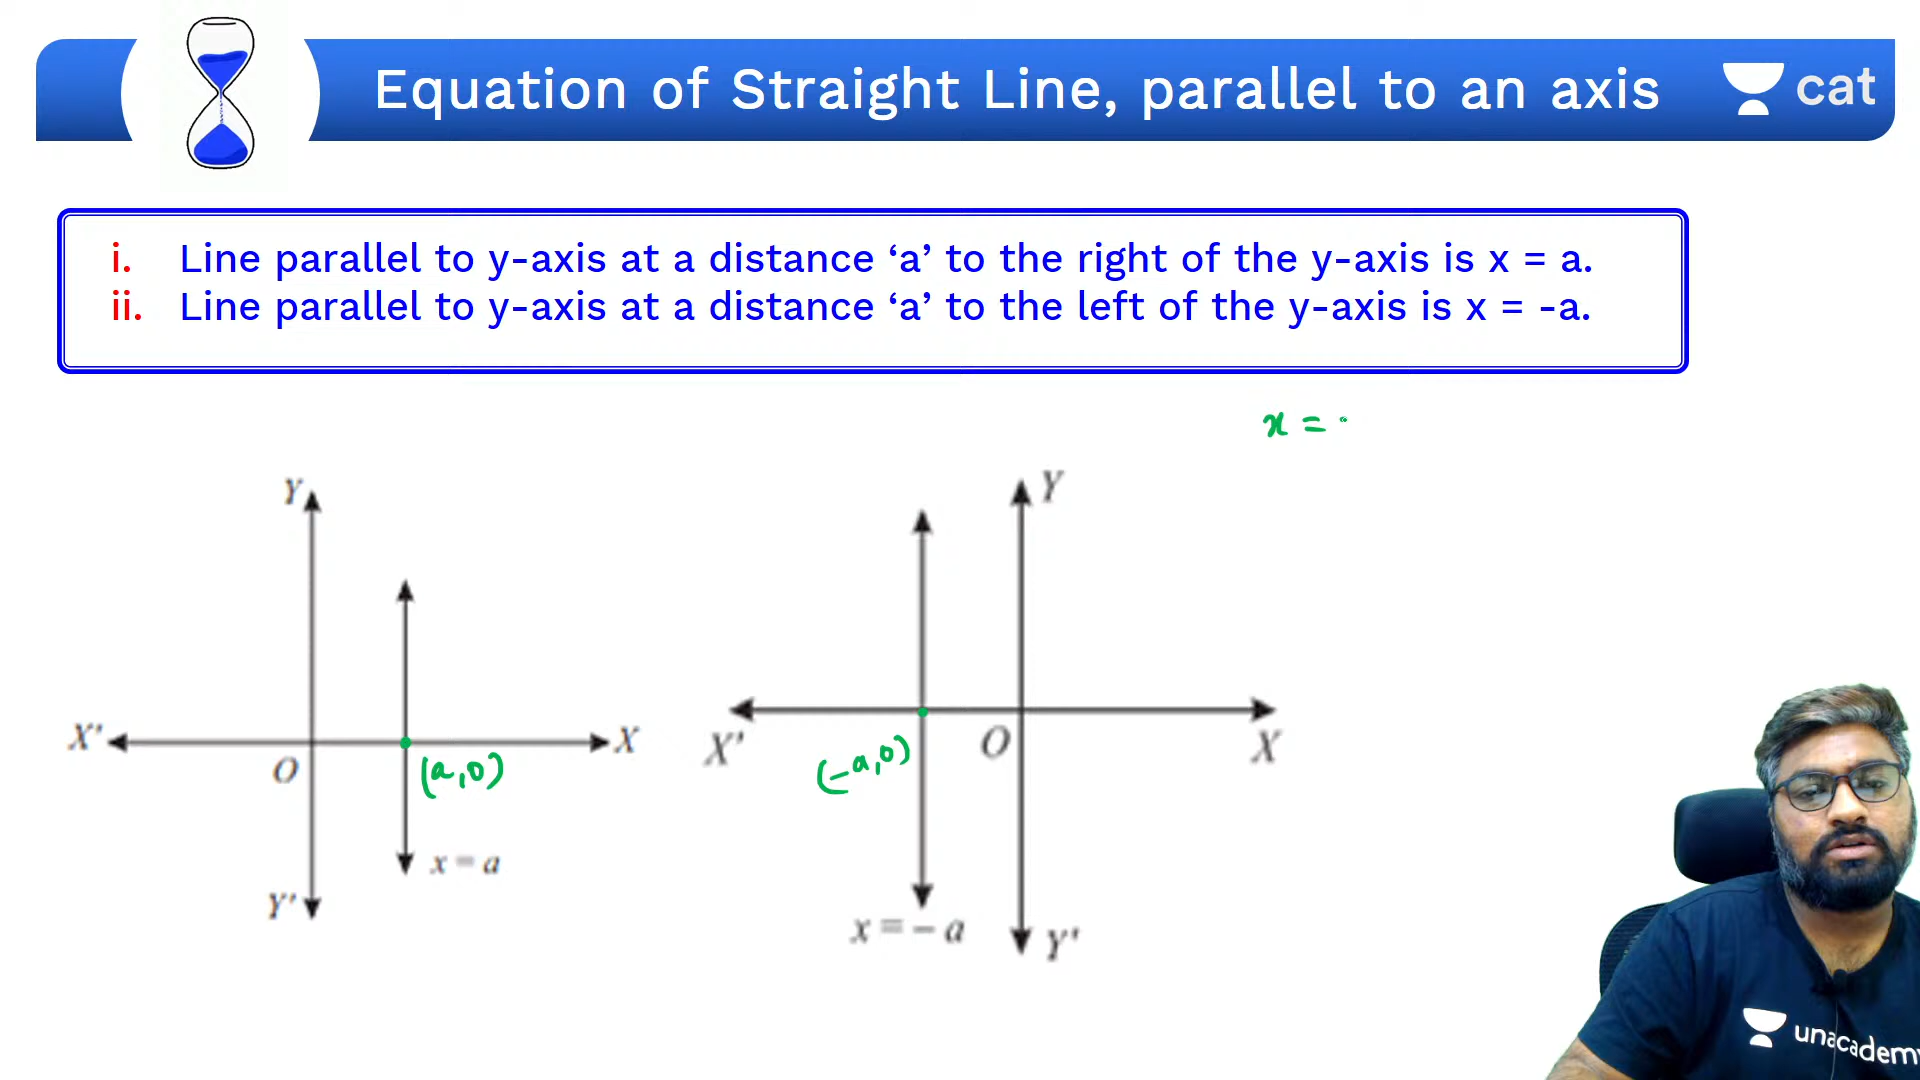 Equation of Straight Line, parallel to an axis
cat
i. Line parallel to y-axis at a distance ‘a’ to the right of the y-axis is x = a.
ii. Line parallel to y-axis at a distance ‘a’ to the left of the y-axis is x = -a.
x =
Y
X'
O
X
(a,0)
x = a
Y'
Y
X'
O
X
(-a,0)
x = - a
Y'
unacademy